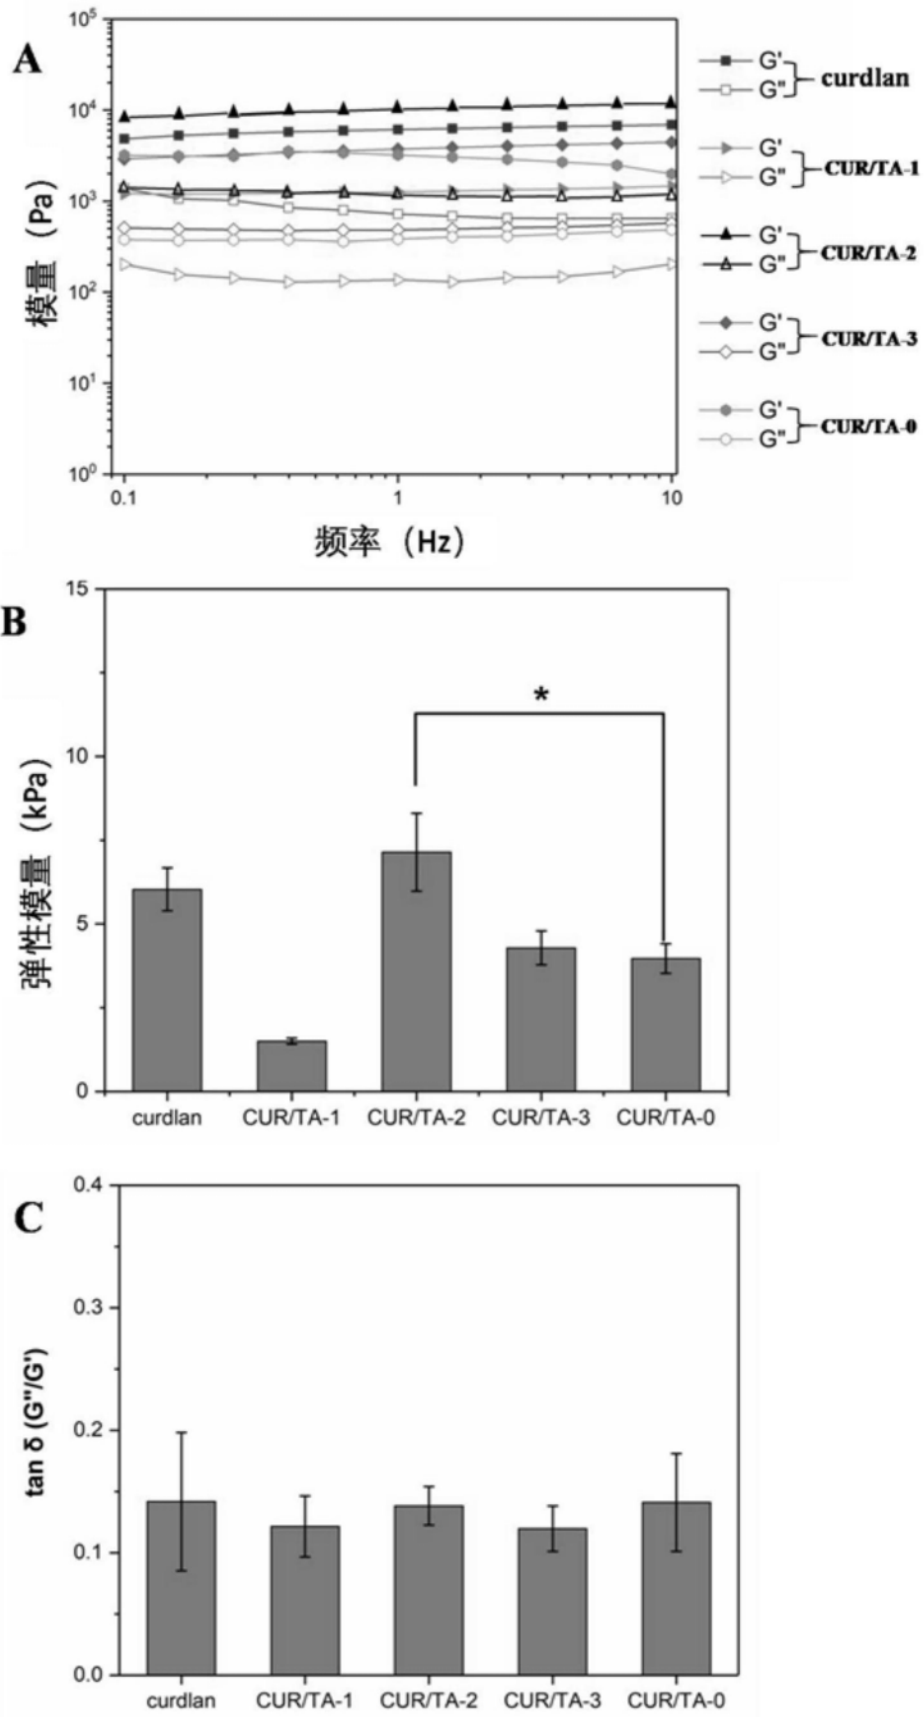 A
10⁵
10⁴
10³
10²
10¹
10⁰
模量 (Pa)
0.1
1
10
频率 (Hz)
G'
G"
curdlan
G'
G"
CUR/TA-1
G'
G"
CUR/TA-2
G'
G"
CUR/TA-3
G'
G"
CUR/TA-0
B
15
10
5
0
弹性模量 (kPa)
*
curdlan
CUR/TA-1
CUR/TA-2
CUR/TA-3
CUR/TA-0
C
0.4
0.3
0.2
0.1
0.0
tan δ (G"/G')
curdlan
CUR/TA-1
CUR/TA-2
CUR/TA-3
CUR/TA-0